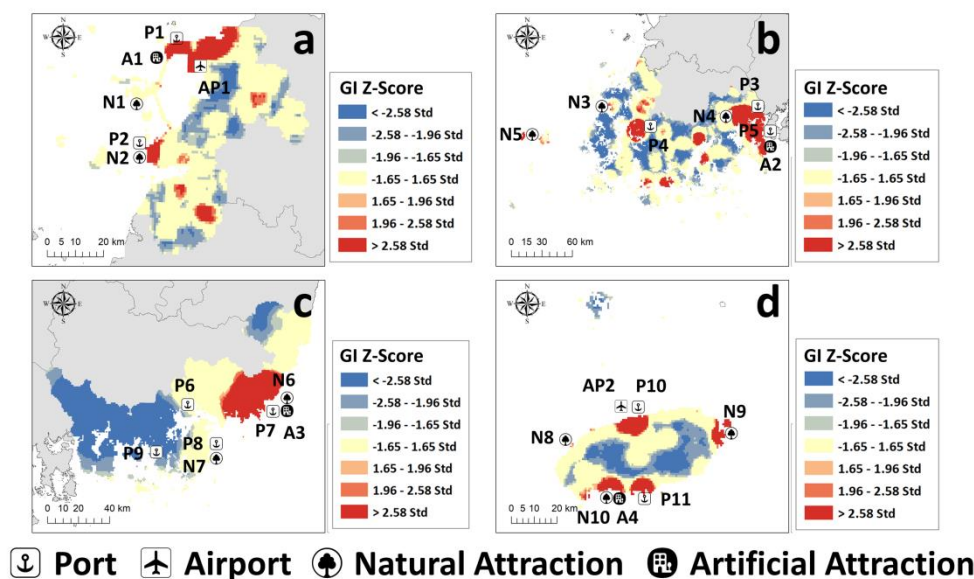 a
P1
A1
AP1
N1
P2
N2
N
W
E
S
0 5 10 20 km
GI Z-Score
< -2.58 Std
-2.58 - -1.96 Std
-1.96 - -1.65 Std
-1.65 - 1.65 Std
1.65 - 1.96 Std
1.96 - 2.58 Std
> 2.58 Std
b
P3
N3
N4
N5
P4
P5
A2
N
W
E
S
0 15 30 60 km
GI Z-Score
< -2.58 Std
-2.58 - -1.96 Std
-1.96 - -1.65 Std
-1.65 - 1.65 Std
1.65 - 1.96 Std
1.96 - 2.58 Std
> 2.58 Std
c
N6
P6
P7
A3
P8
P9
N7
N
W
E
S
0 10 20 40 km
GI Z-Score
< -2.58 Std
-2.58 - -1.96 Std
-1.96 - -1.65 Std
-1.65 - 1.65 Std
1.65 - 1.96 Std
1.96 - 2.58 Std
> 2.58 Std
d
AP2
P10
N9
N8
P11
N10
A4
N
W
E
S
0 5 10 20 km
GI Z-Score
< -2.58 Std
-2.58 - -1.96 Std
-1.96 - -1.65 Std
-1.65 - 1.65 Std
1.65 - 1.96 Std
1.96 - 2.58 Std
> 2.58 Std
Port Airport Natural Attraction Artificial Attraction